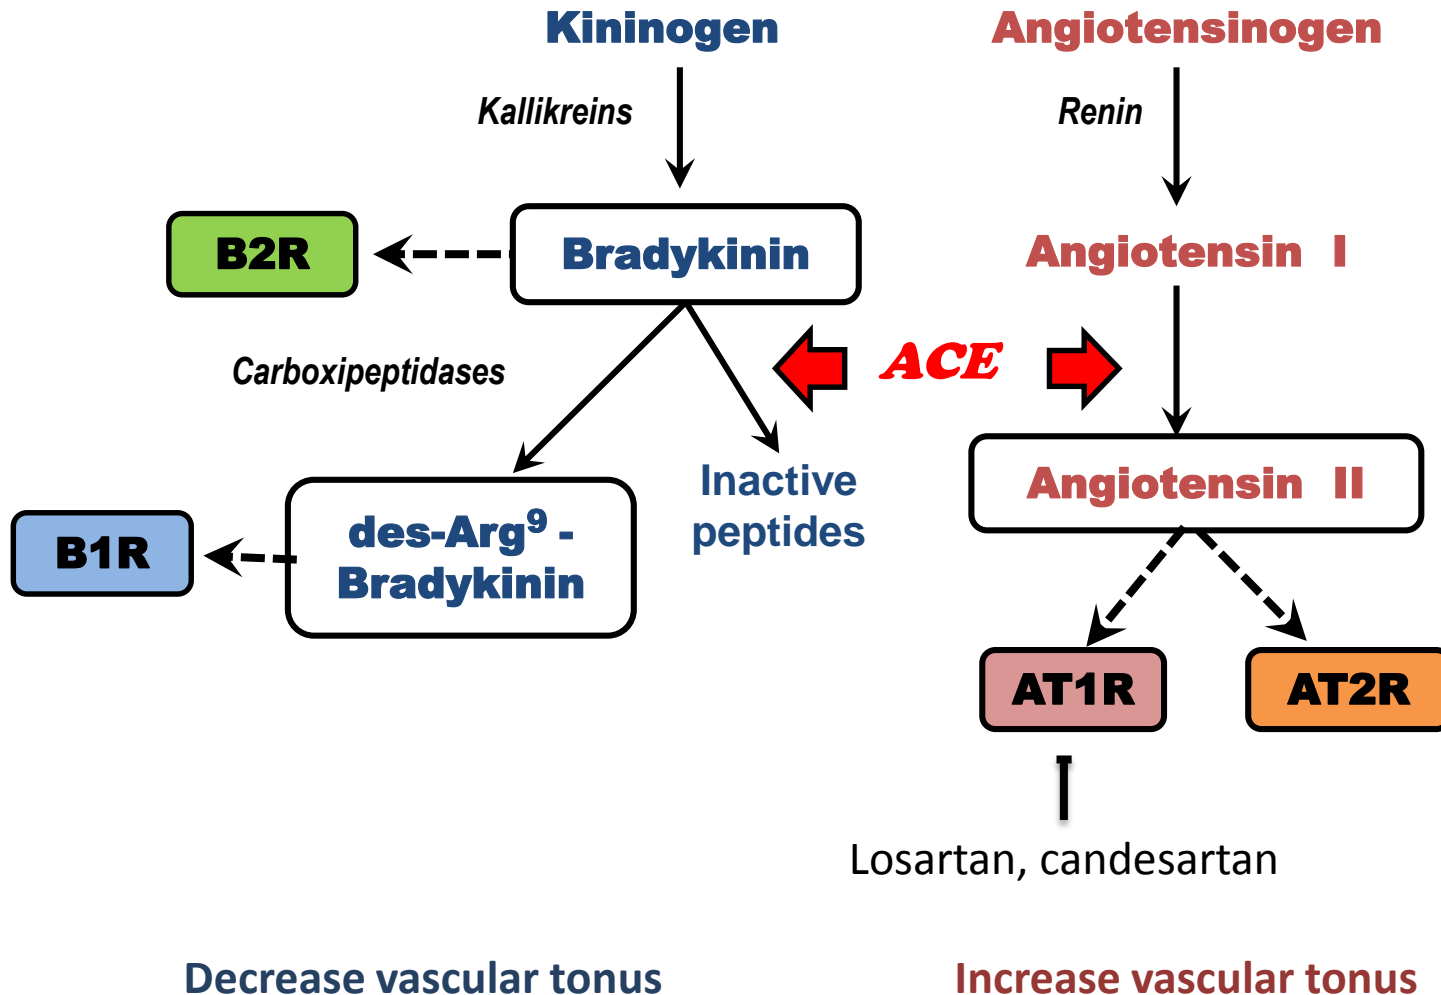 Kininogen
Angiotensinogen
Kallikreins
Renin
B2R
Bradykinin
Angiotensin I
Carboxipeptidases
ACE
Inactive
peptides
Angiotensin II
B1R
des-Arg⁹ -
Bradykinin
AT1R
AT2R
Losartan, candesartan
Decrease vascular tonus
Increase vascular tonus